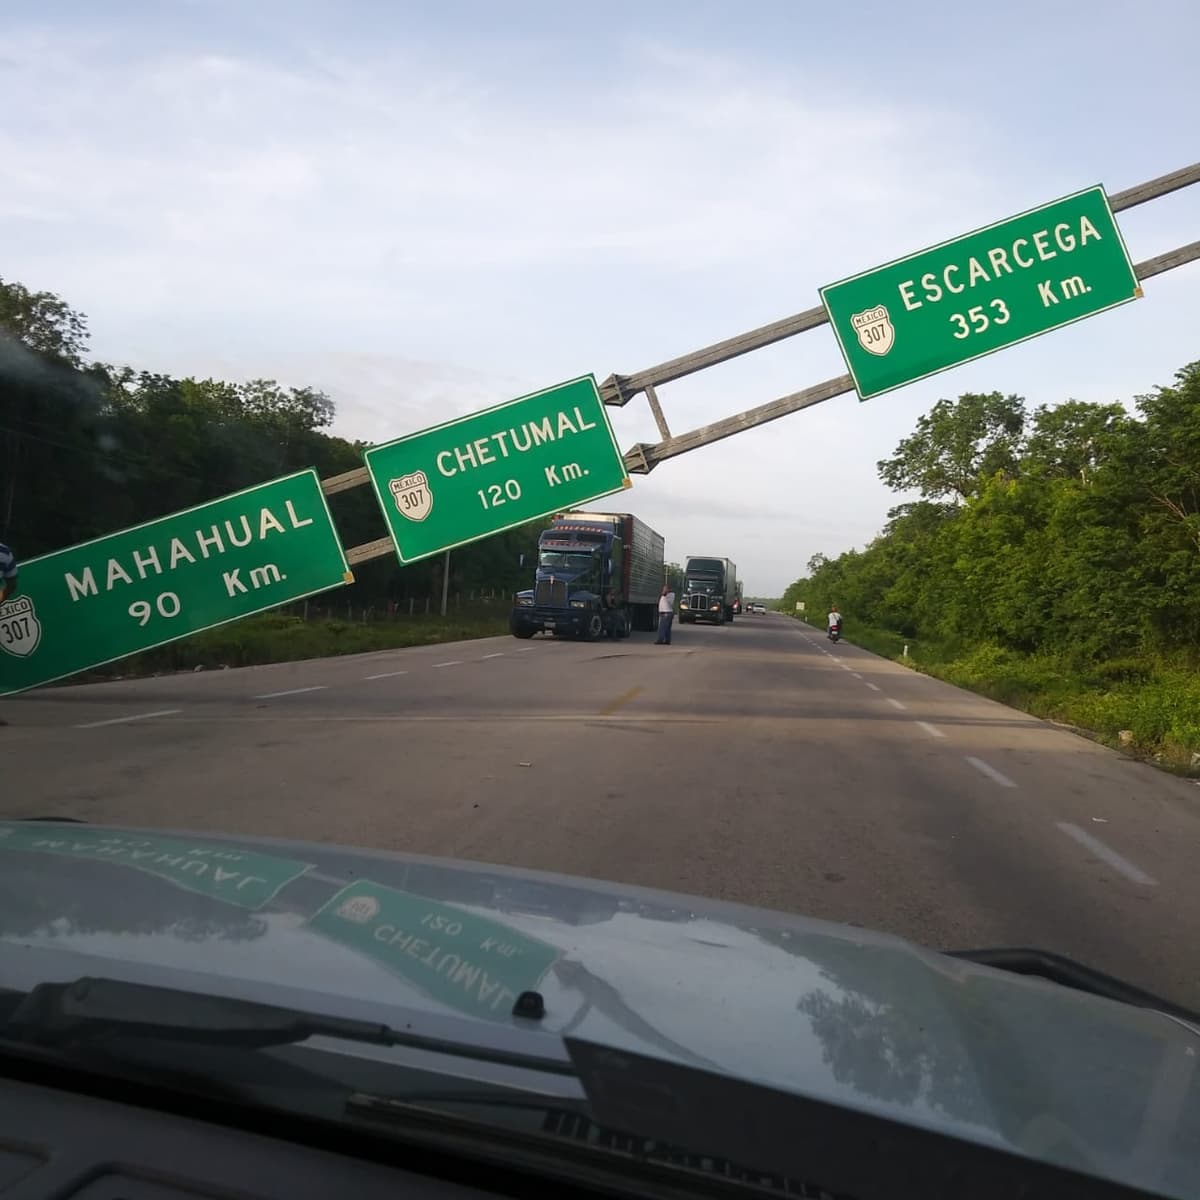 MAHAHUAL
90 Km.
MEXICO
307
CHETUMAL
120 Km.
MEXICO
307
ESCARCEGA
353 Km.
MEXICO
307